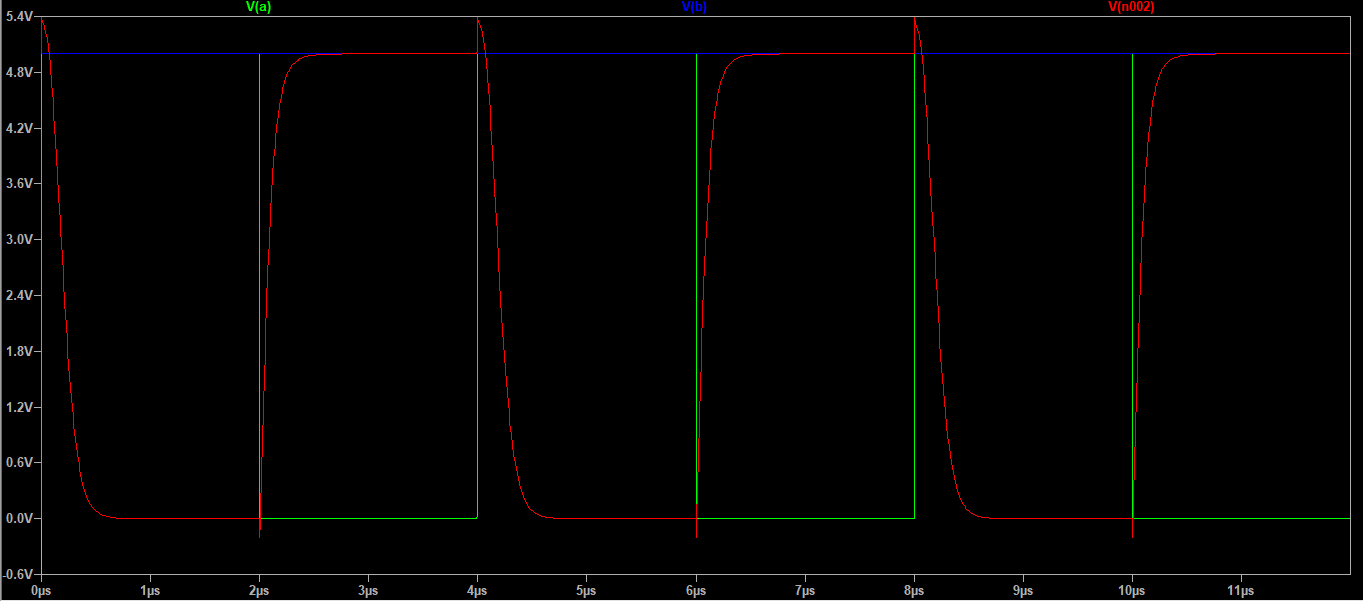 V(a) V(b) V(n002)
5.4V
4.8V
4.2V
3.6V
3.0V
2.4V
1.8V
1.2V
0.6V
0.0V
-0.6V
0µs 1µs 2µs 3µs 4µs 5µs 6µs 7µs 8µs 9µs 10µs 11µs